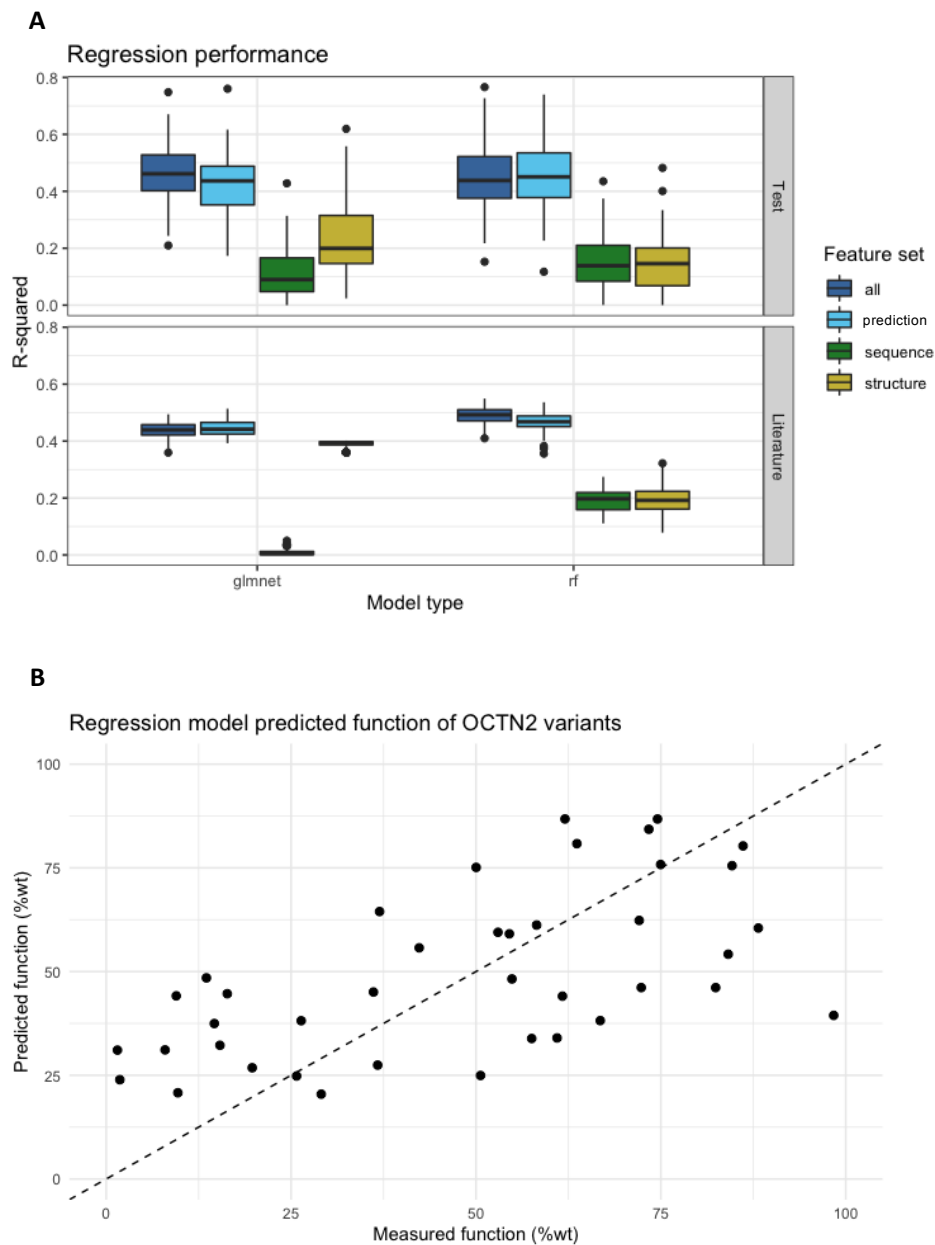 A
Regression performance
R-squared
0.8
0.6
0.4
0.2
0.0
Test
0.8
0.6
0.4
0.2
0.0
Literature
glmnet
rf
Model type
Feature set
all
prediction
sequence
structure
B
Regression model predicted function of OCTN2 variants
Predicted function (%wt)
100
75
50
25
0
0
25
50
75
100
Measured function (%wt)